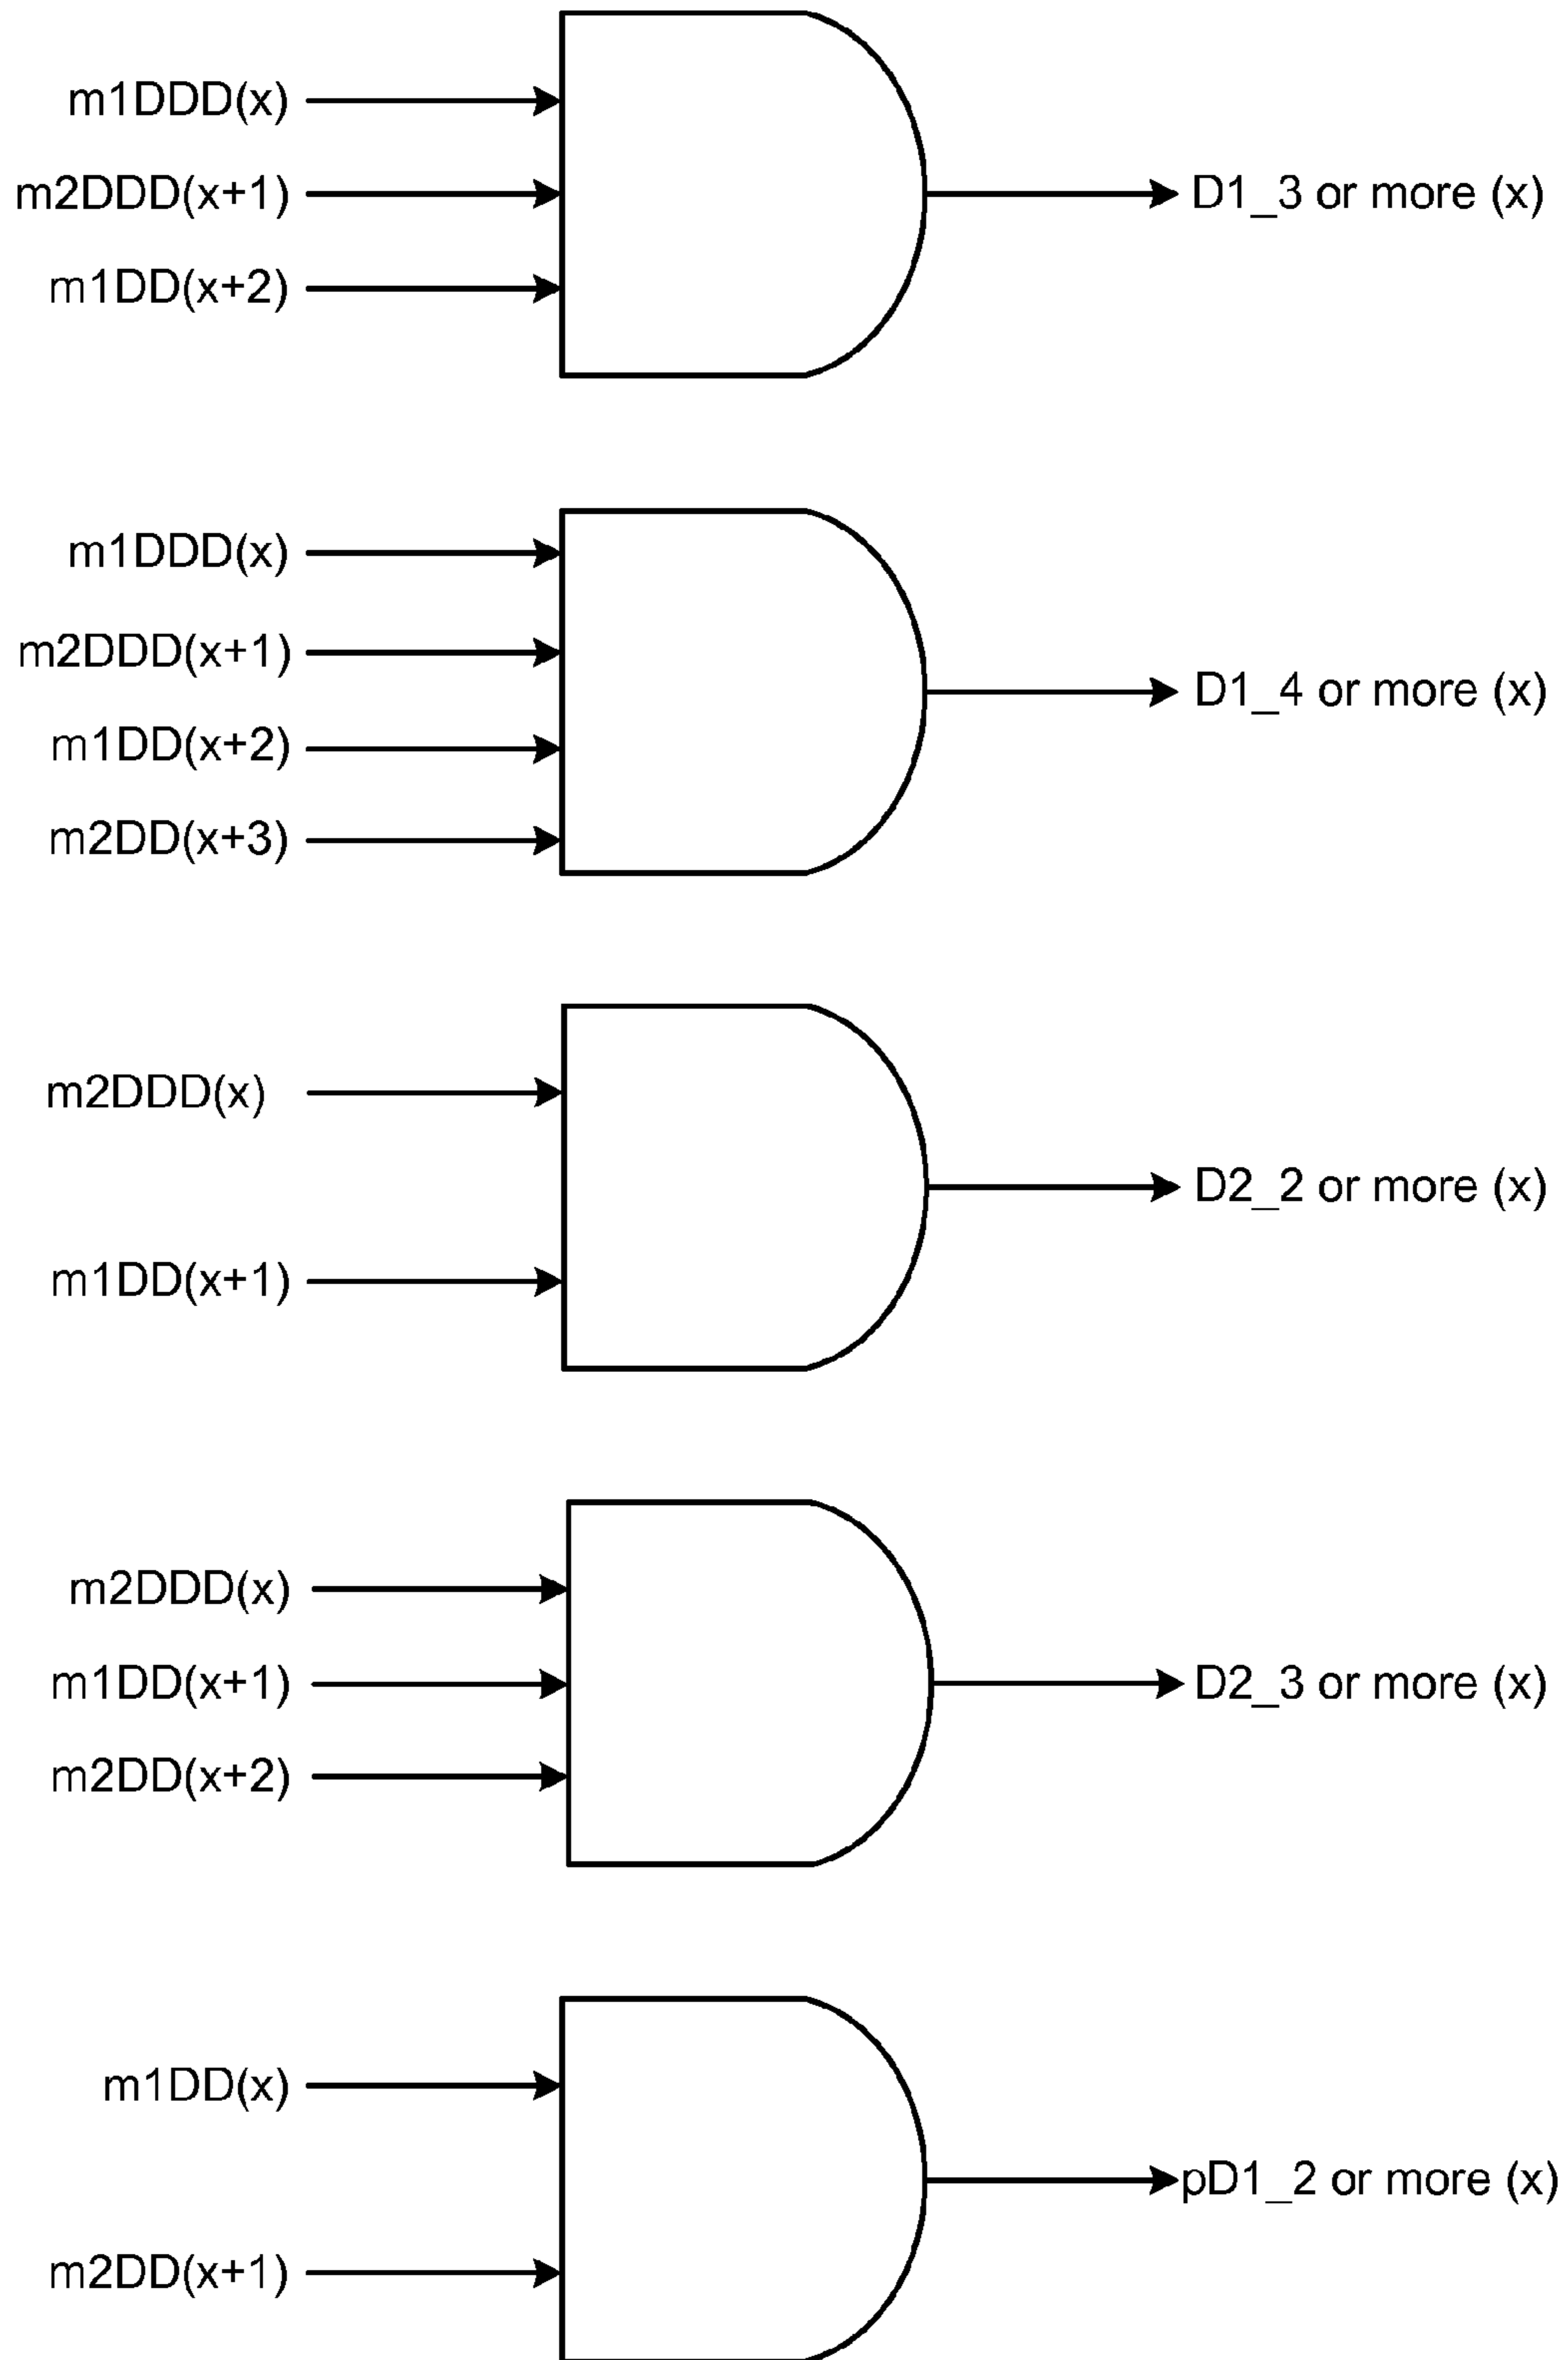 m1DDD(x)
m2DDD(x+1)
m1DD(x+2)
D1_3 or more (x)
m1DDD(x)
m2DDD(x+1)
m1DD(x+2)
m2DD(x+3)
D1_4 or more (x)
m2DDD(x)
m1DD(x+1)
D2_2 or more (x)
m2DDD(x)
m1DD(x+1)
m2DD(x+2)
D2_3 or more (x)
m1DD(x)
m2DD(x+1)
pD1_2 or more (x)